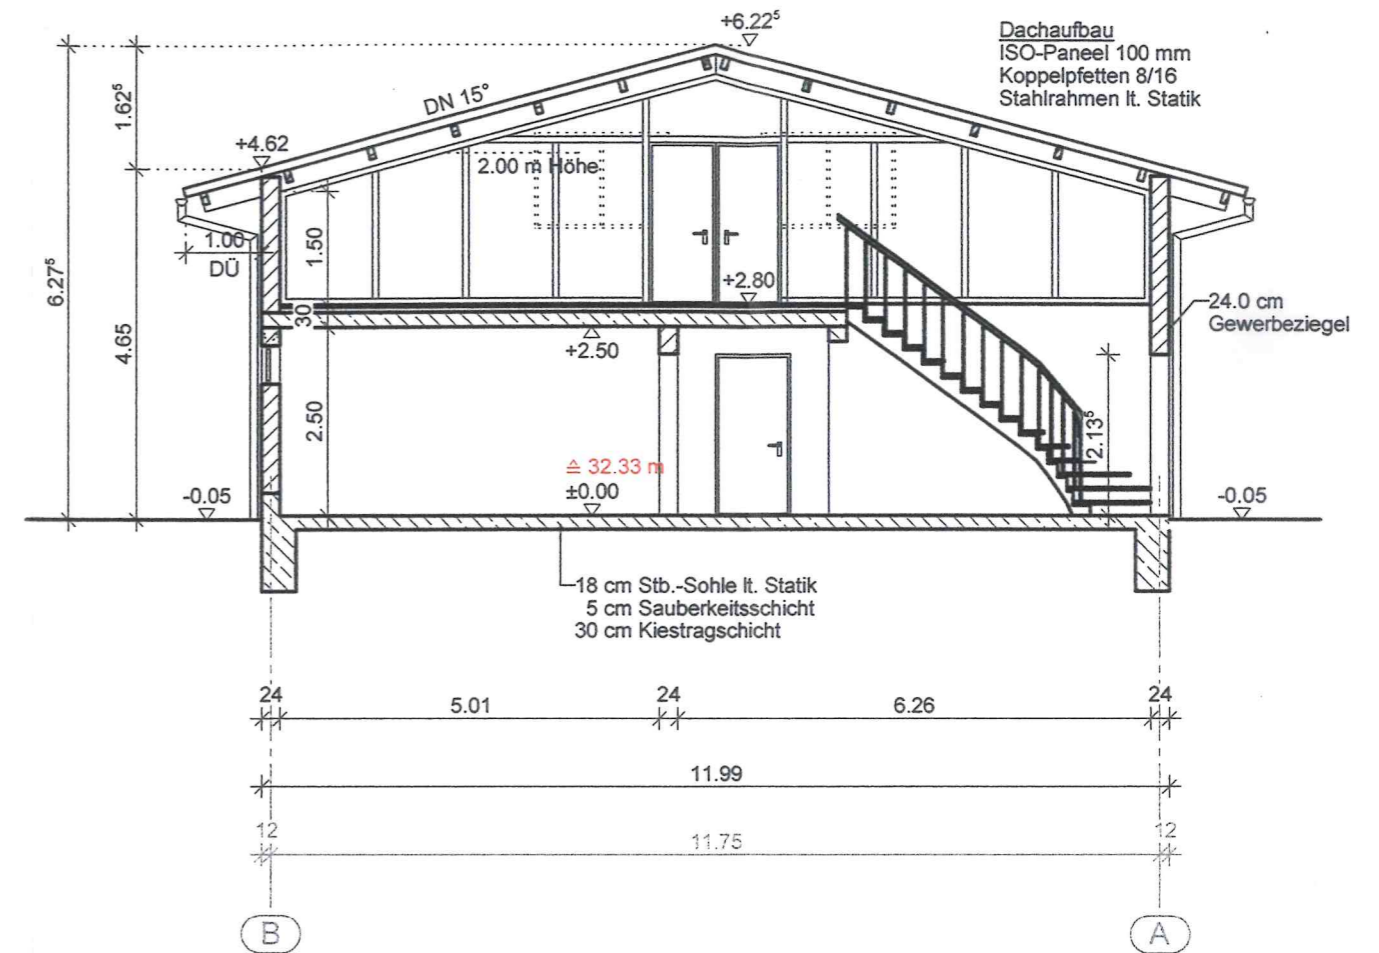 +6.22⁵
Dachaufbau
ISO-Paneel 100 mm
Koppelpfetten 8/16
Stahlrahmen lt. Statik
1.62⁵
DN 15°
+4.62
2.00 m Höhe
1.00
DÜ
1.50
6.27⁵
4.65
+2.80
30
24.0 cm
Gewerbeziegel
+2.50
2.50
2.13⁵
≙ 32.33 m
±0.00
-0.05
-0.05
18 cm Stb.-Sohle lt. Statik
5 cm Sauberkeitsschicht
30 cm Kiestragschicht
24 5.01 24 6.26 24
11.99
12 11.75 12
B A